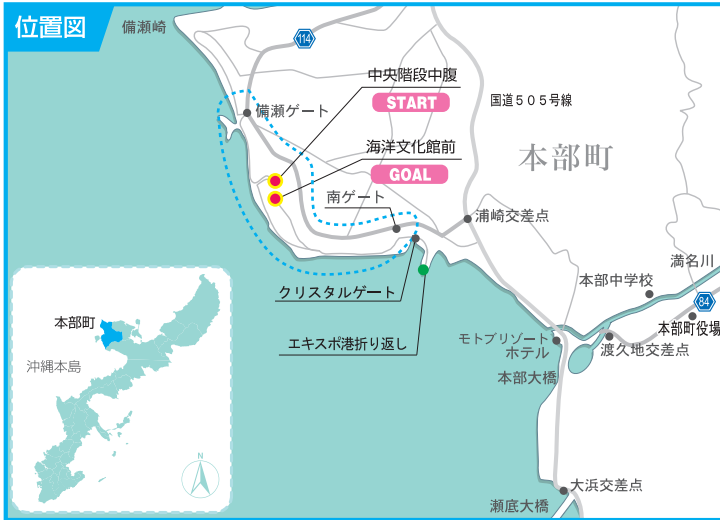 位置図
備瀬崎
114
中央階段中腹
START
国道505号線
備瀬ゲート
海洋文化館前
GOAL
本部町
南ゲート
浦崎交差点
満名川
本部中学校
クリスタルゲート
84
本部町役場
エキスポ港折り返し
モトブリゾート
ホテル
渡久地交差点
本部大橋
本部町
沖縄本島
N
大浜交差点
瀬底大橋